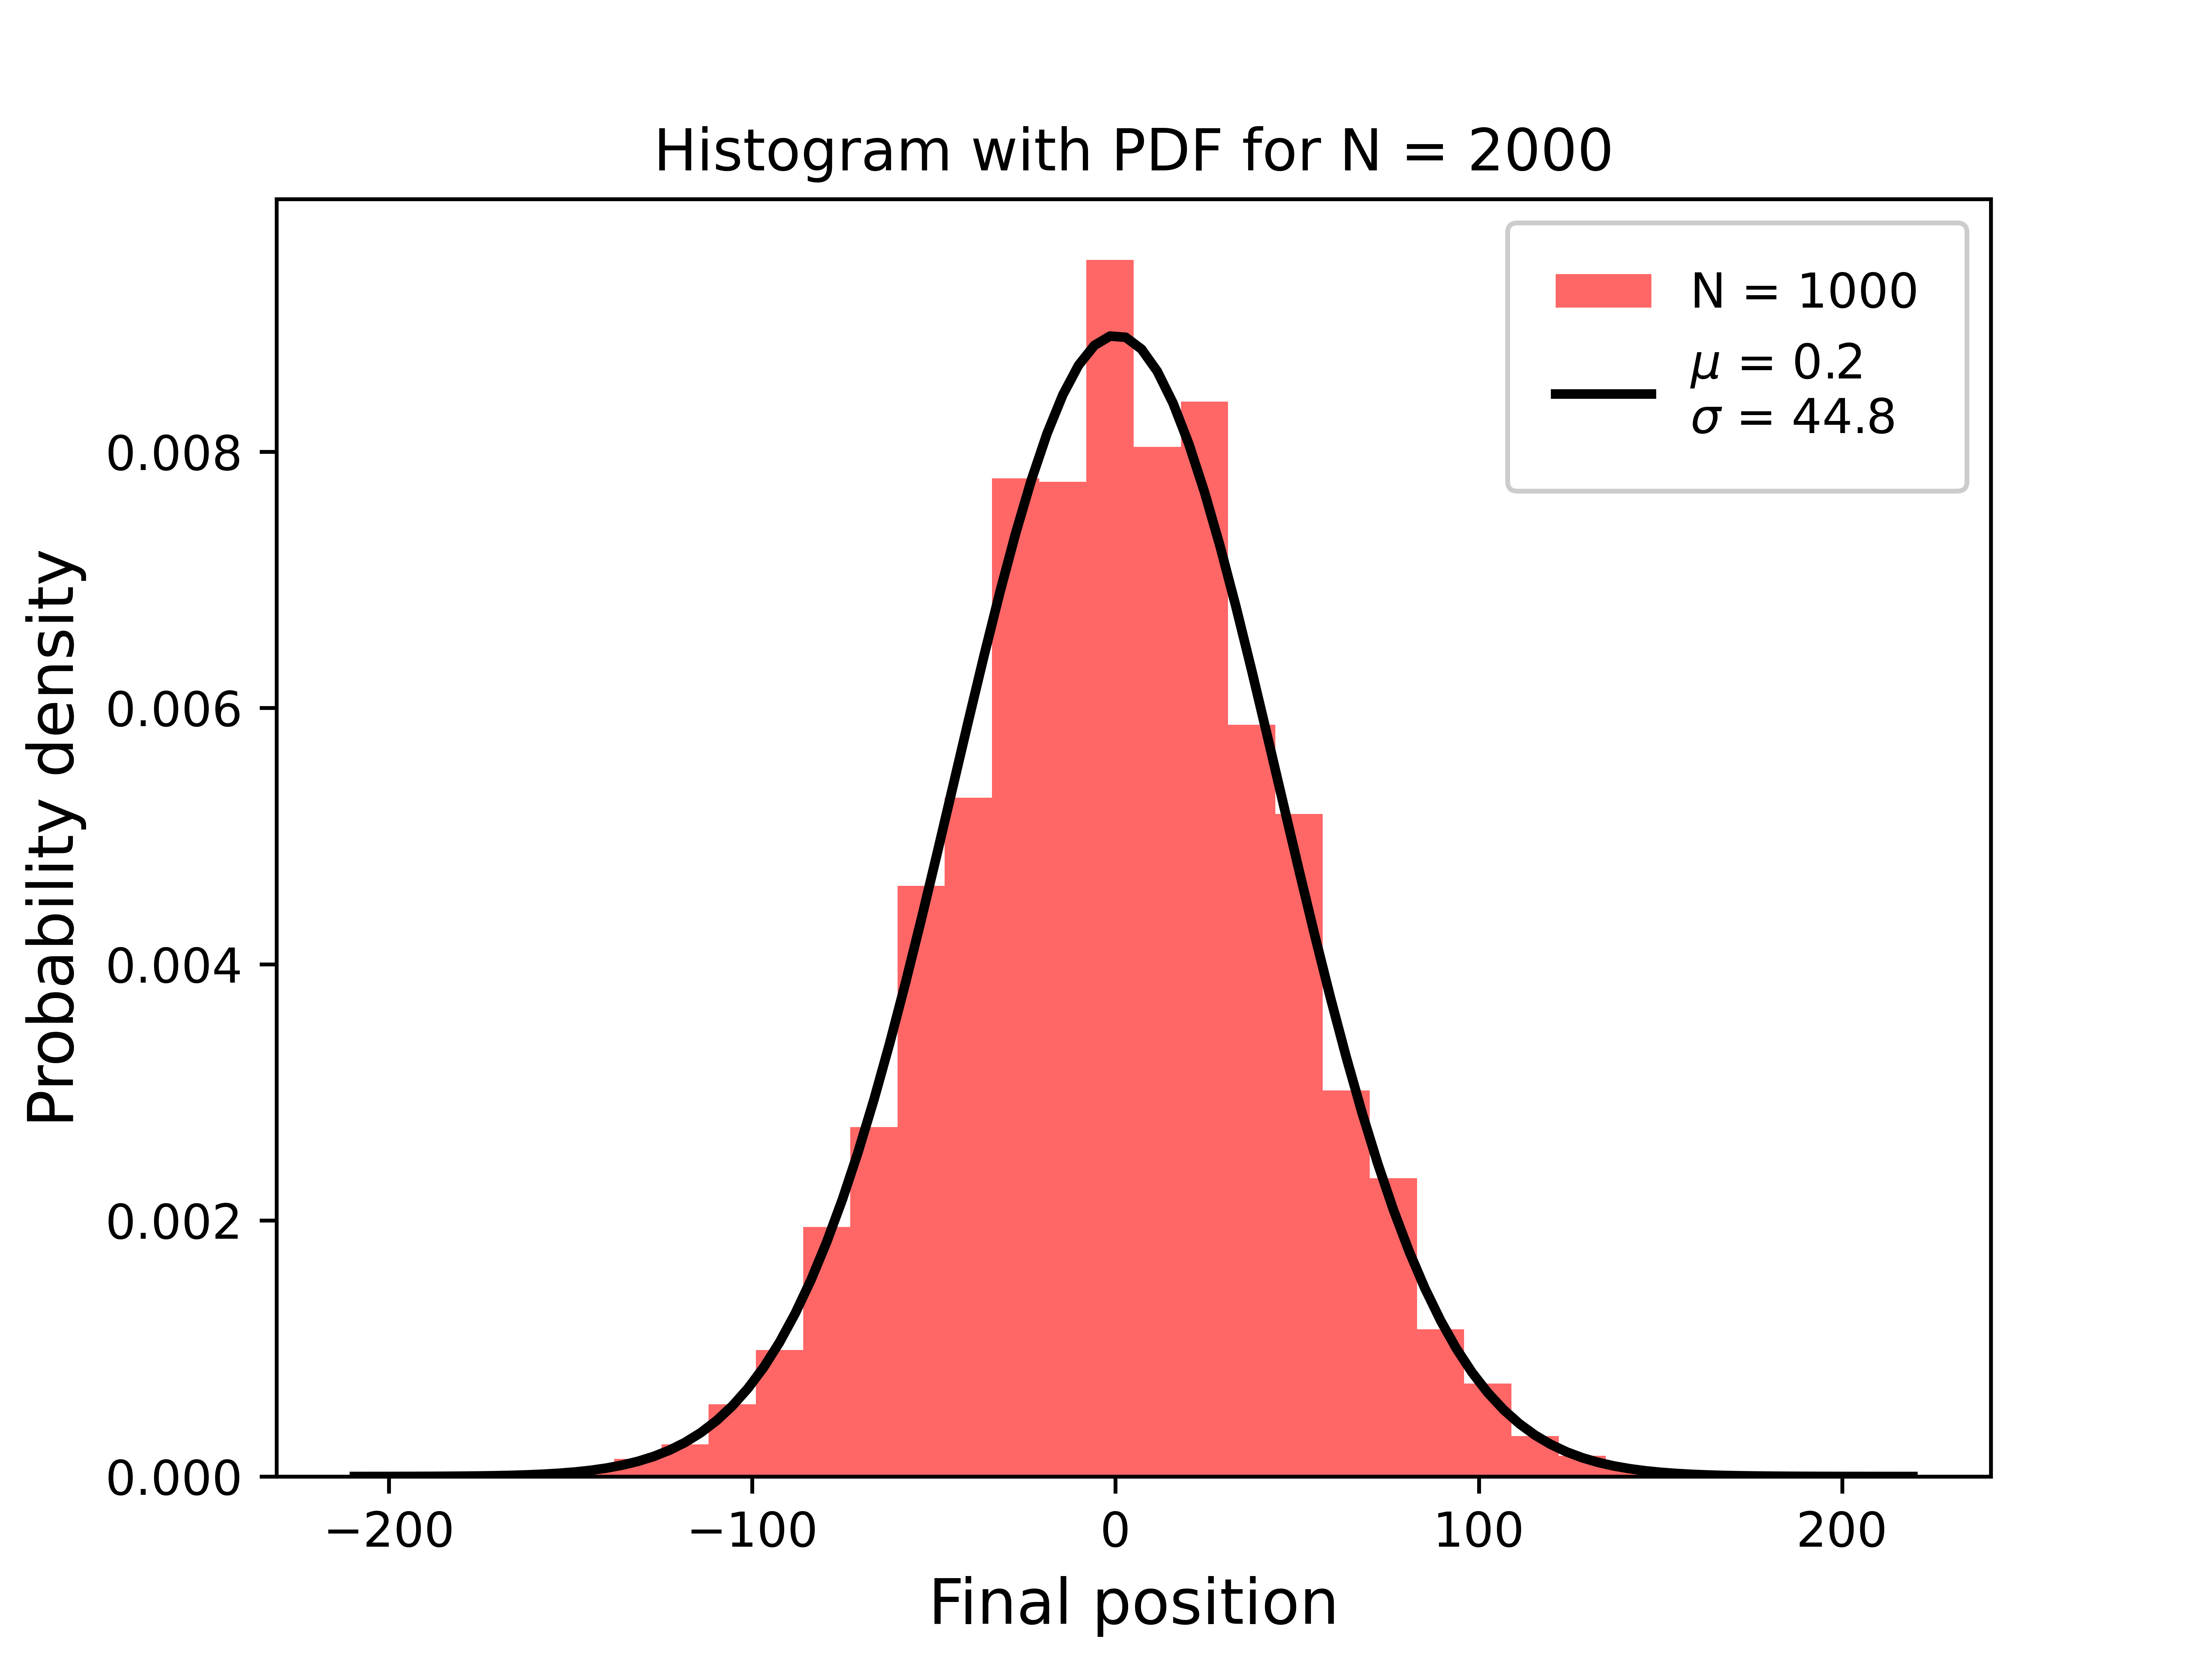 Histogram with PDF for N = 2000
N = 1000
μ = 0.2
σ = 44.8
Probability density
0.008
0.006
0.004
0.002
0.000
−200 −100 0 100 200
Final position